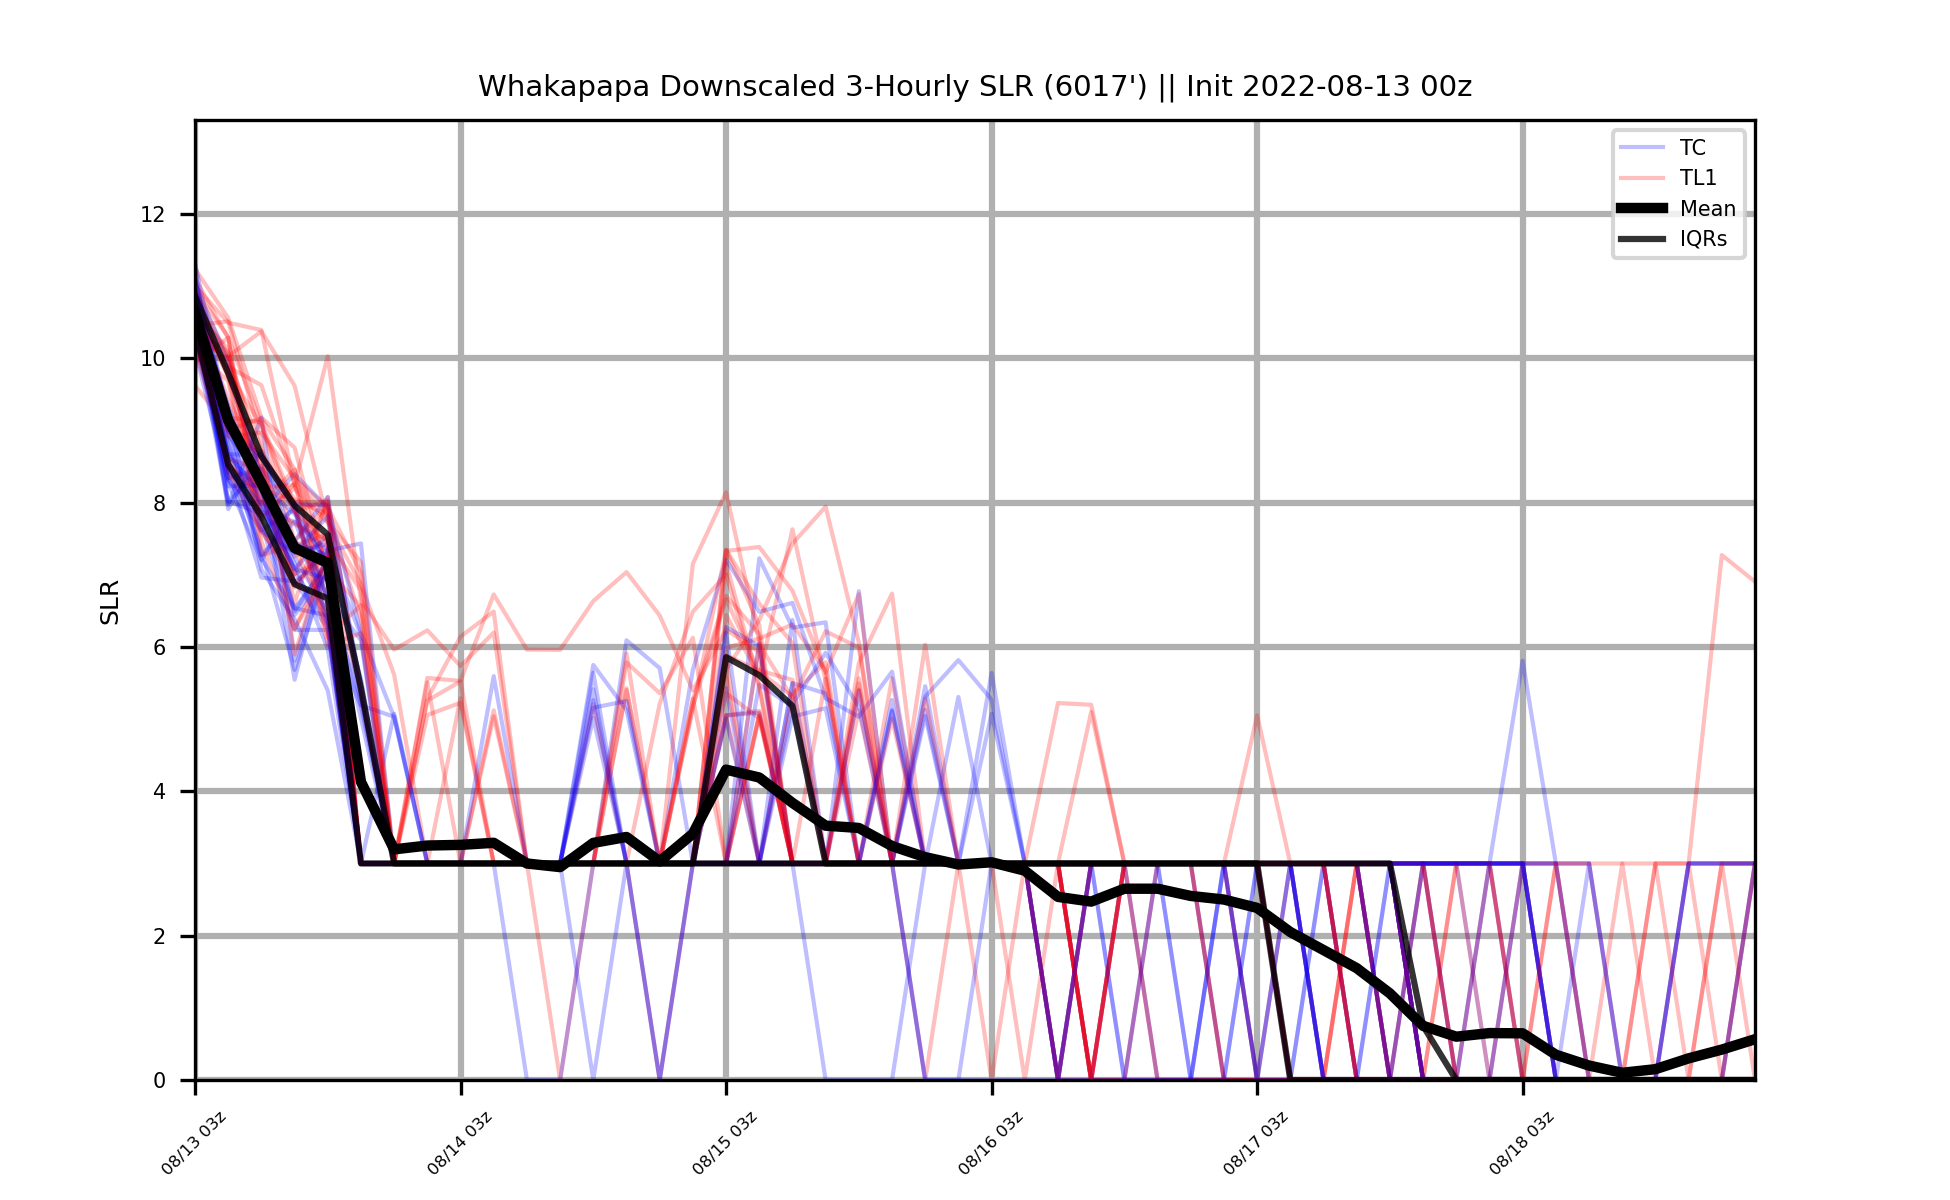 Whakapapa Downscaled 3-Hourly SLR (6017') || Init 2022-08-13 00z
TC
TL1
Mean
IQRs
SLR
12
10
8
6
4
2
0
08/13 03z
08/14 03z
08/15 03z
08/16 03z
08/17 03z
08/18 03z